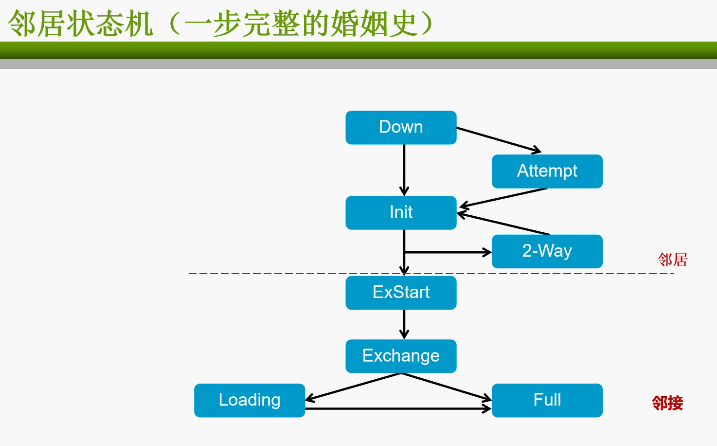 邻居状态机（一步完整的婚姻史）
Down
Attempt
Init
2-Way
邻居
ExStart
Exchange
Loading
Full
邻接